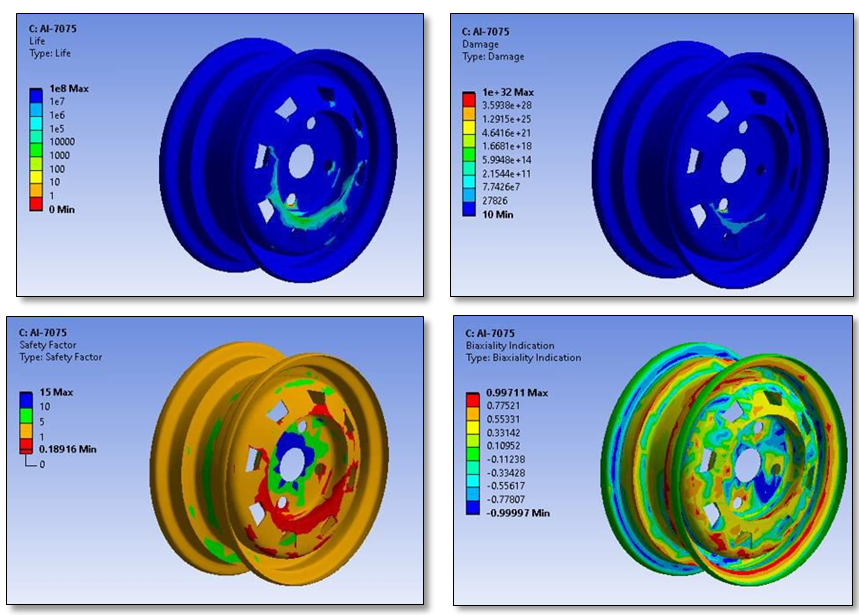 C: Al-7075
Life
Type: Life
1e8 Max
1e7
1e6
1e5
10000
1000
100
10
1
0 Min
C: Al-7075
Damage
Type: Damage
1e+32 Max
3.5938e+28
1.2915e+25
4.6416e+21
1.6681e+18
5.9948e+14
2.1544e+11
7.7426e7
27826
10 Min
C: Al-7075
Safety Factor
Type: Safety Factor
15 Max
10
5
1
0.18916 Min
0
C: Al-7075
Biaxiality Indication
Type: Biaxiality Indication
0.99711 Max
0.77521
0.55331
0.33142
0.10952
-0.11238
-0.33428
-0.55617
-0.77807
-0.99997 Min